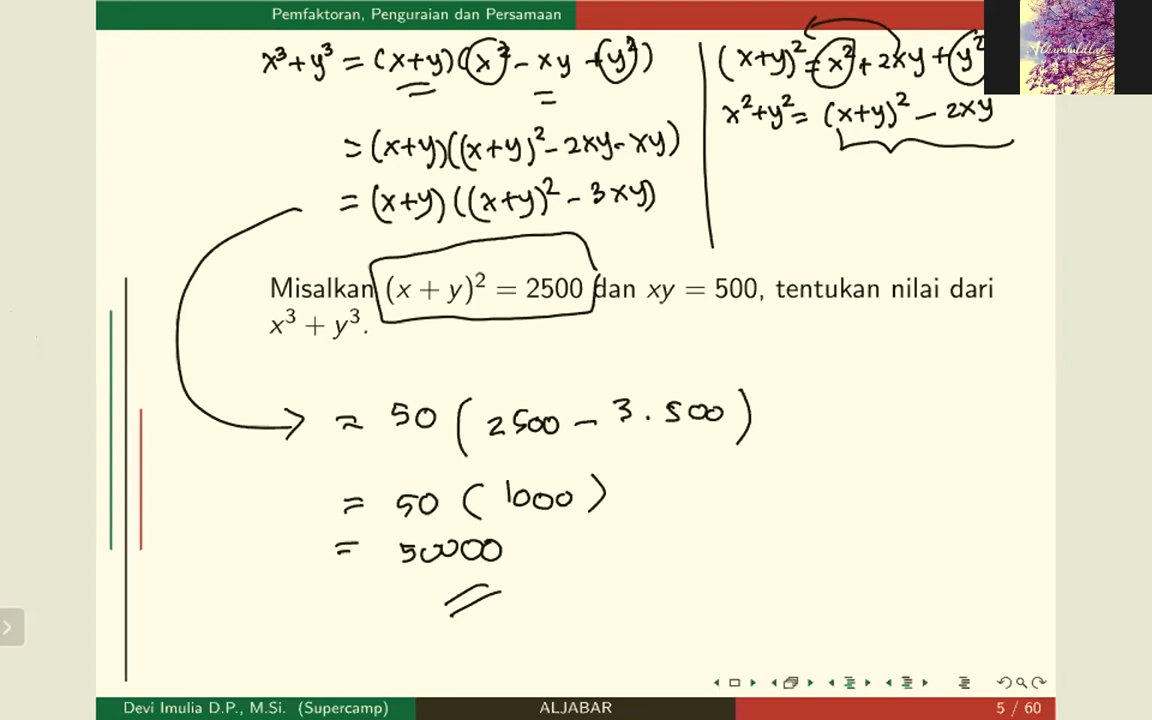 Pemfaktoran, Penguraian dan Persamaan
x³+y³ = (x+y)(x² - xy + y²)
= (x+y)((x+y)² - 2xy - xy)
= (x+y)((x+y)² - 3xy)
(x+y)² = x² + 2xy + y²
x²+y² = (x+y)² - 2xy
Misalkan (x + y)² = 2500 dan xy = 500, tentukan nilai dari
x³ + y³.
= 50 (2500 - 3.500)
= 50 (1000)
= 50000
Devi Imulia D.P., M.Si. (Supercamp) ALJABAR 5 / 60